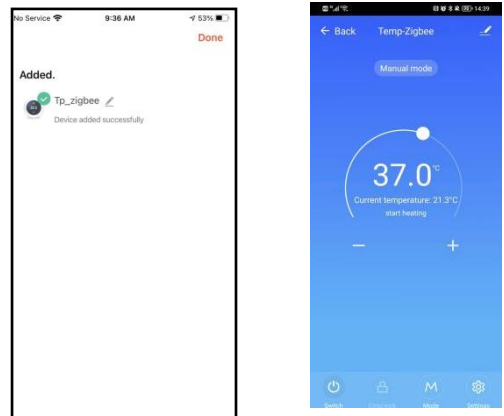 No Service 9:36 AM 53%
Done
Added.
Tp_zigbee
Device added successfully
14:39
← Back Temp-Zigbee
Manual mode
37.0°C
Current temperature: 21.3°C
start heating
− +
Switch Mode Settings